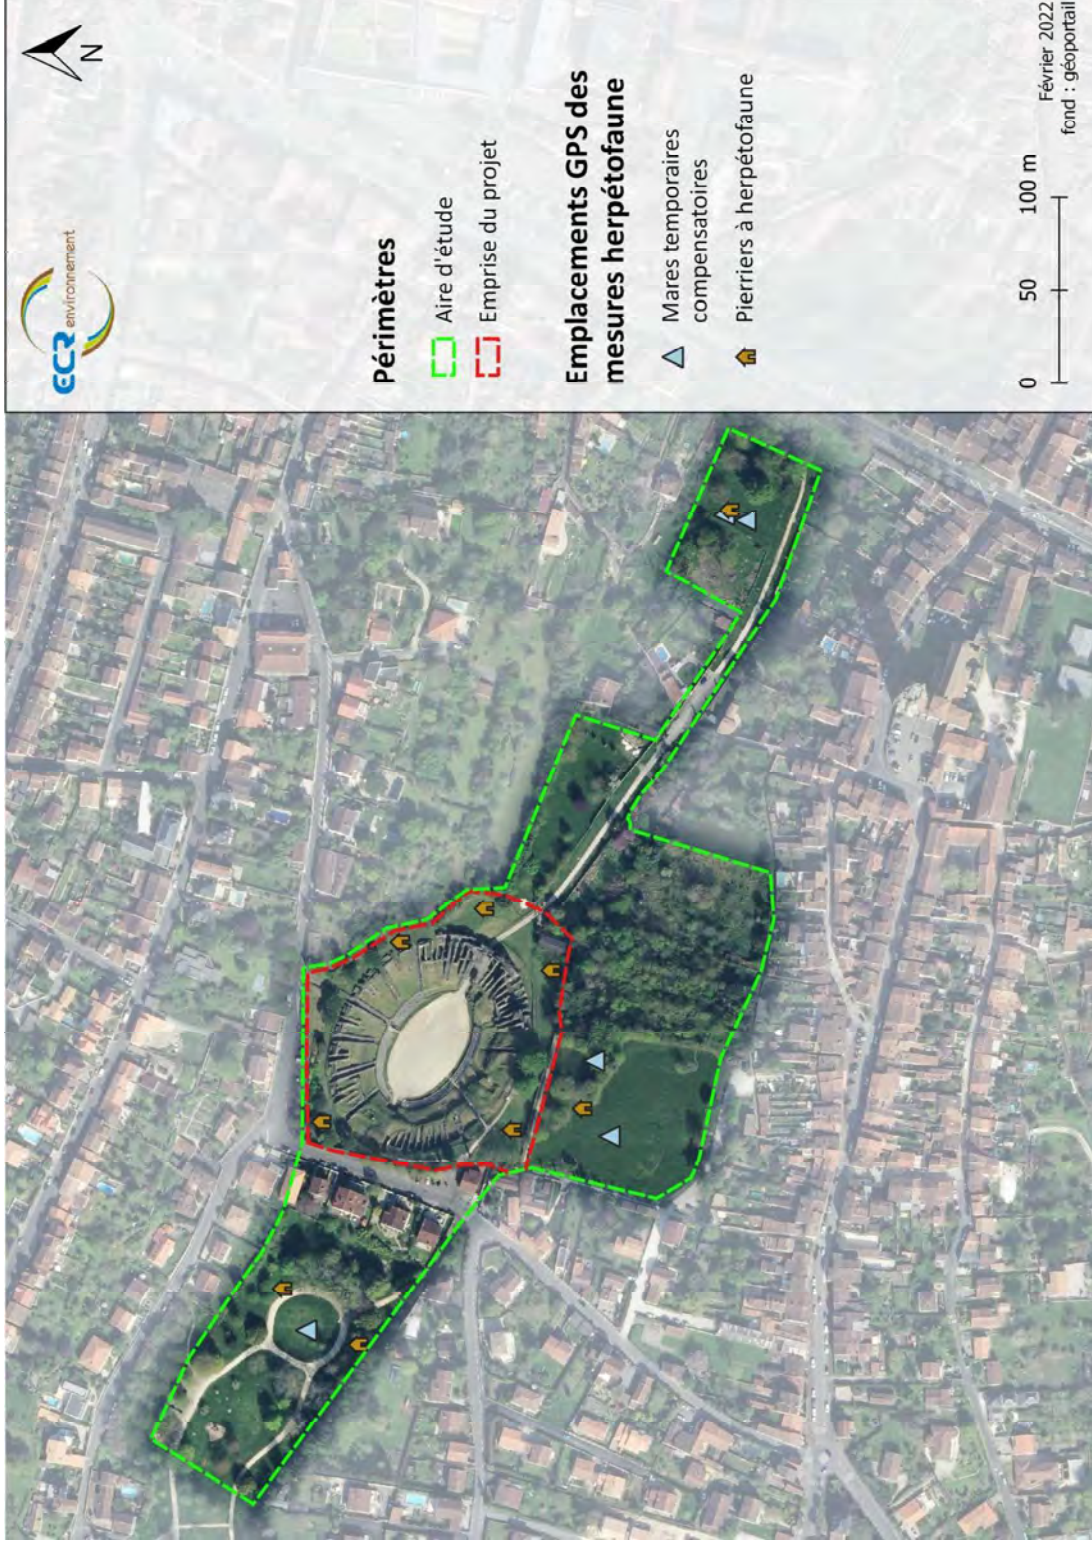 ECR environnement
N
Périmètres
Aire d'étude
Emprise du projet
Emplacements GPS des
mesures herpétofaune
Mares temporaires
compensatoires
Pierriers à herpétofaune
0 50 100 m
Février 2022
fond : géoportail